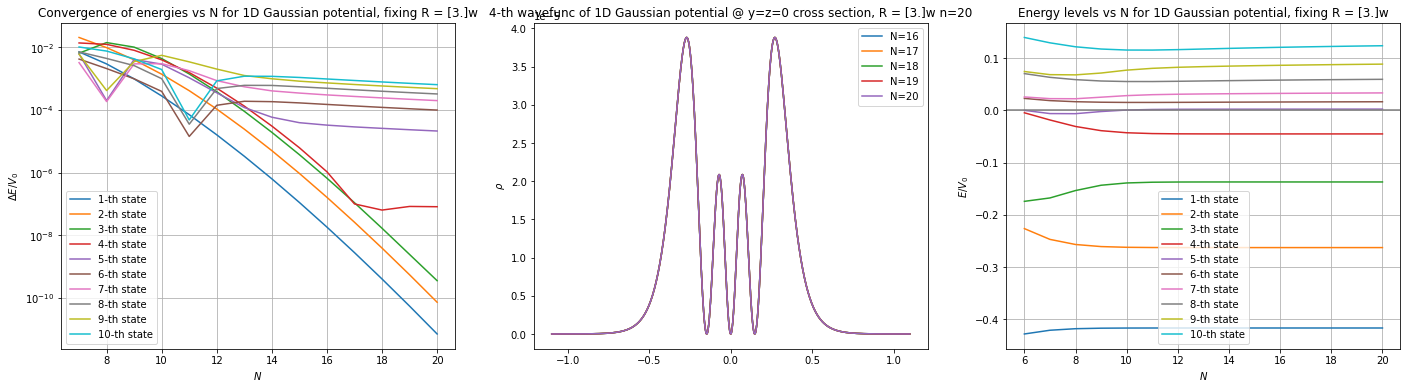 Convergence of energies vs N for 1D Gaussian potential, fixing R = [3.]w
10⁻²
10⁻⁴
10⁻⁶
10⁻⁸
10⁻¹⁰
ΔE/V₀
8
10
12
14
16
18
20
N
1-th state
2-th state
3-th state
4-th state
5-th state
6-th state
7-th state
8-th state
9-th state
10-th state
4-th wavefunc of 1D Gaussian potential @ y=z=0 cross section, R = [3.]w n=20
4.0
3.5
3.0
2.5
2.0
1.5
1.0
0.5
0.0
ρ
-1.0
-0.5
0.0
0.5
1.0
N=16
N=17
N=18
N=19
N=20
Energy levels vs N for 1D Gaussian potential, fixing R = [3.]w
0.1
0.0
-0.1
-0.2
-0.3
-0.4
E/V₀
6
8
10
12
14
16
18
20
N
1-th state
2-th state
3-th state
4-th state
5-th state
6-th state
7-th state
8-th state
9-th state
10-th state